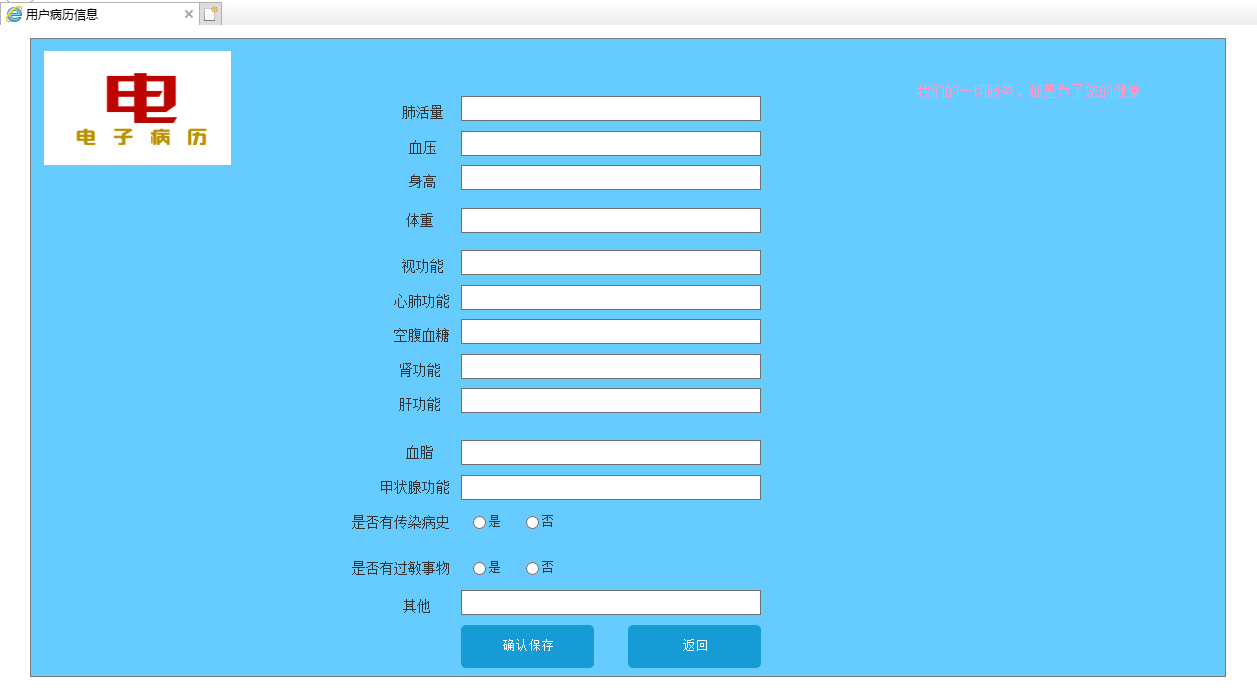 用户病历信息
电
电子病历
我们的一切服务，都是为了您的健康
肺活量
血压
身高
体重
视功能
心肺功能
空腹血糖
肾功能
肝功能
血脂
甲状腺功能
是否有传染病史 是 否
是否有过敏事物 是 否
其他
确认保存 返回